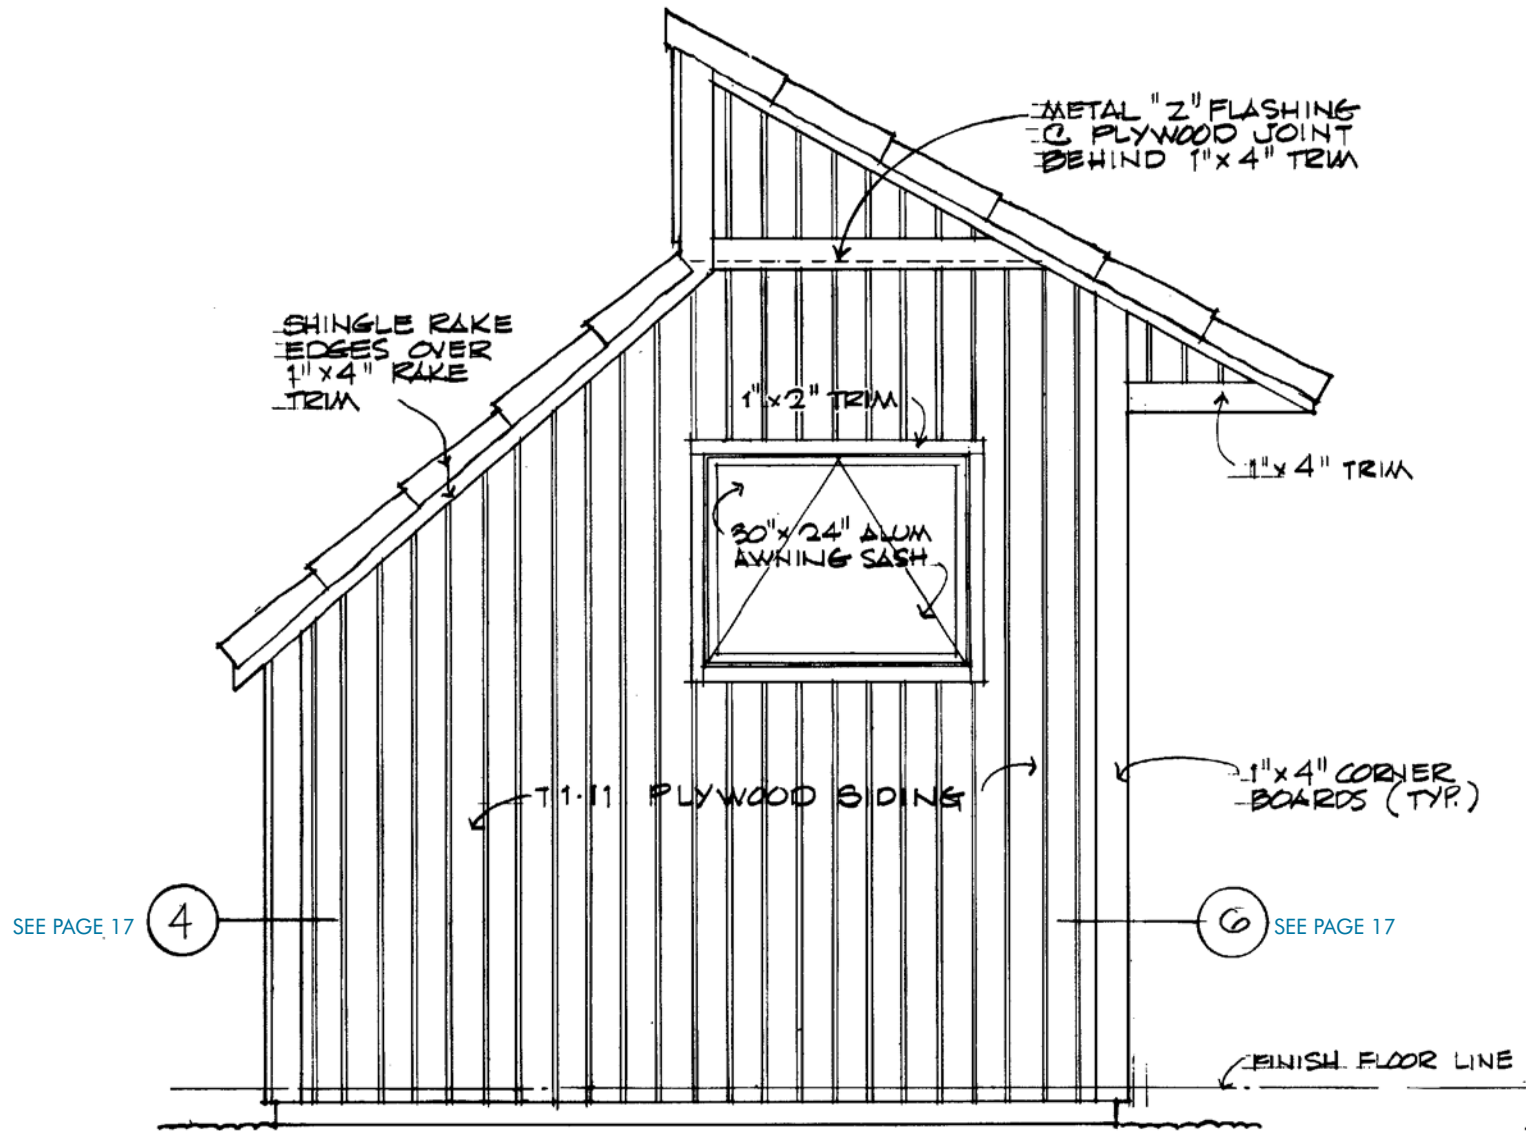 METAL "Z" FLASHING
@ PLYWOOD JOINT
BEHIND 1"x4" TRIM
SHINGLE RAKE
EDGES OVER
1"x4" RAKE
TRIM
1"x2" TRIM
1"x4" TRIM
30"x24" ALUM
AWNING SASH
T1-11 PLYWOOD SIDING
1"x4" CORNER
BOARDS (TYP.)
SEE PAGE 17
4
6
SEE PAGE 17
FINISH FLOOR LINE